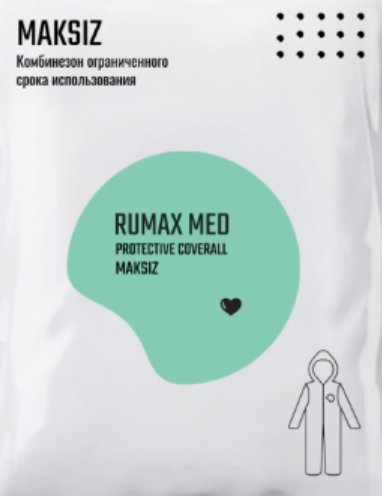 MAKSIZ
Комбинезон ограниченного
срока использования
RUMAX MED
PROTECTIVE COVERALL
MAKSIZ